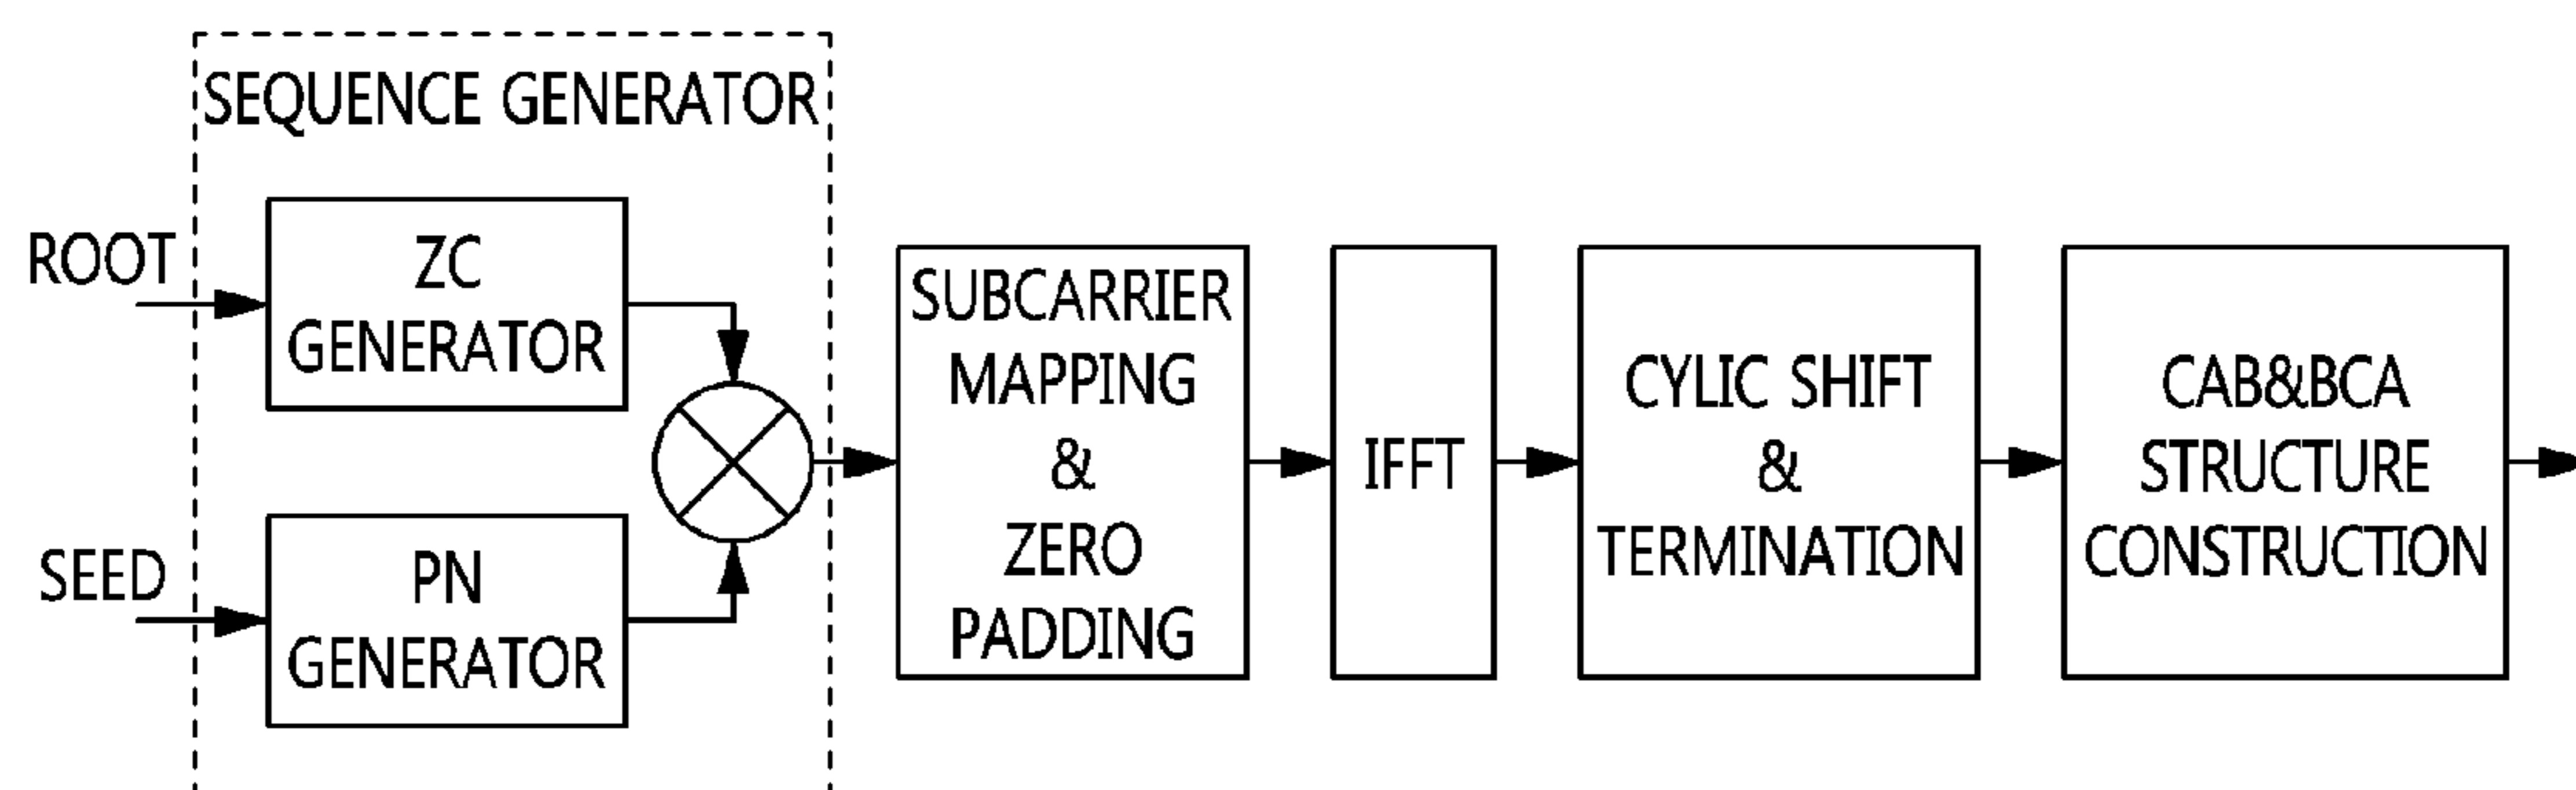 SEQUENCE GENERATOR
ROOT
ZC
GENERATOR
SEED
PN
GENERATOR
SUBCARRIER
MAPPING
&
ZERO
PADDING
IFFT
CYLIC SHIFT
&
TERMINATION
CAB&BCA
STRUCTURE
CONSTRUCTION